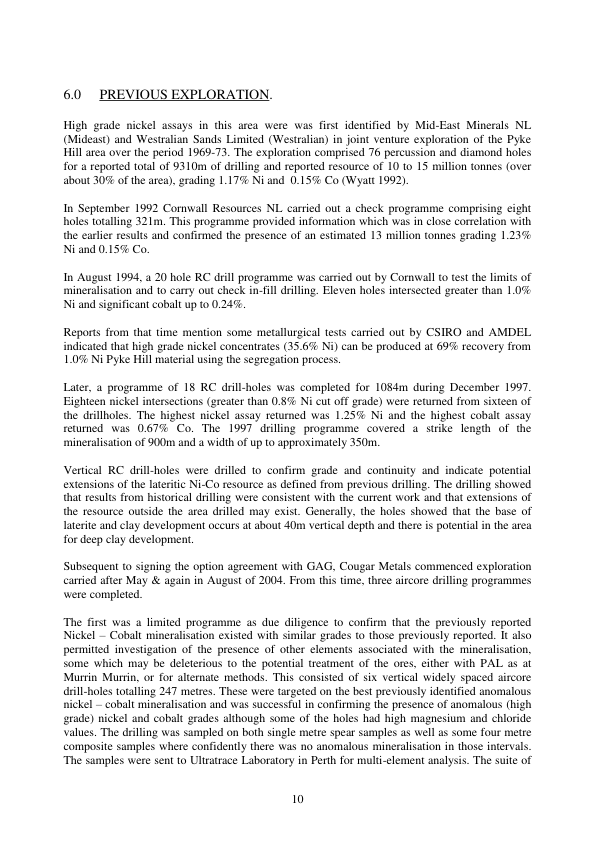 6.0 PREVIOUS EXPLORATION.
High grade nickel assays in this area were was first identified by Mid-East Minerals NL
(Mideast) and Westralian Sands Limited (Westralian) in joint venture exploration of the Pyke
Hill area over the period 1969-73. The exploration comprised 76 percussion and diamond holes
for a reported total of 9310m of drilling and reported resource of 10 to 15 million tonnes (over
about 30% of the area), grading 1.17% Ni and 0.15% Co (Wyatt 1992).
In September 1992 Cornwall Resources NL carried out a check programme comprising eight
holes totalling 321m. This programme provided information which was in close correlation with
the earlier results and confirmed the presence of an estimated 13 million tonnes grading 1.23%
Ni and 0.15% Co.
In August 1994, a 20 hole RC drill programme was carried out by Cornwall to test the limits of
mineralisation and to carry out check in-fill drilling. Eleven holes intersected greater than 1.0%
Ni and significant cobalt up to 0.24%.
Reports from that time mention some metallurgical tests carried out by CSIRO and AMDEL
indicated that high grade nickel concentrates (35.6% Ni) can be produced at 69% recovery from
1.0% Ni Pyke Hill material using the segregation process.
Later, a programme of 18 RC drill-holes was completed for 1084m during December 1997.
Eighteen nickel intersections (greater than 0.8% Ni cut off grade) were returned from sixteen of
the drillholes. The highest nickel assay returned was 1.25% Ni and the highest cobalt assay
returned was 0.67% Co. The 1997 drilling programme covered a strike length of the
mineralisation of 900m and a width of up to approximately 350m.
Vertical RC drill-holes were drilled to confirm grade and continuity and indicate potential
extensions of the lateritic Ni-Co resource as defined from previous drilling. The drilling showed
that results from historical drilling were consistent with the current work and that extensions of
the resource outside the area drilled may exist. Generally, the holes showed that the base of
laterite and clay development occurs at about 40m vertical depth and there is potential in the area
for deep clay development.
Subsequent to signing the option agreement with GAG, Cougar Metals commenced exploration
carried after May & again in August of 2004. From this time, three aircore drilling programmes
were completed.
The first was a limited programme as due diligence to confirm that the previously reported
Nickel – Cobalt mineralisation existed with similar grades to those previously reported. It also
permitted investigation of the presence of other elements associated with the mineralisation,
some which may be deleterious to the potential treatment of the ores, either with PAL as at
Murrin Murrin, or for alternate methods. This consisted of six vertical widely spaced aircore
drill-holes totalling 247 metres. These were targeted on the best previously identified anomalous
nickel – cobalt mineralisation and was successful in confirming the presence of anomalous (high
grade) nickel and cobalt grades although some of the holes had high magnesium and chloride
values. The drilling was sampled on both single metre spear samples as well as some four metre
composite samples where confidently there was no anomalous mineralisation in those intervals.
The samples were sent to Ultratrace Laboratory in Perth for multi-element analysis. The suite of
10